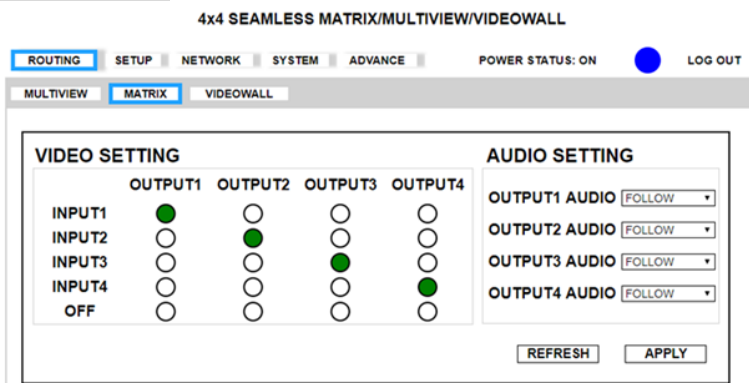 4x4 SEAMLESS MATRIX/MULTIVIEW/VIDEOWALL
ROUTING SETUP NETWORK SYSTEM ADVANCE POWER STATUS: ON LOG OUT
MULTIVIEW MATRIX VIDEOWALL
VIDEO SETTING
OUTPUT1 OUTPUT2 OUTPUT3 OUTPUT4
INPUT1
INPUT2
INPUT3
INPUT4
OFF
AUDIO SETTING
OUTPUT1 AUDIO FOLLOW
OUTPUT2 AUDIO FOLLOW
OUTPUT3 AUDIO FOLLOW
OUTPUT4 AUDIO FOLLOW
REFRESH APPLY